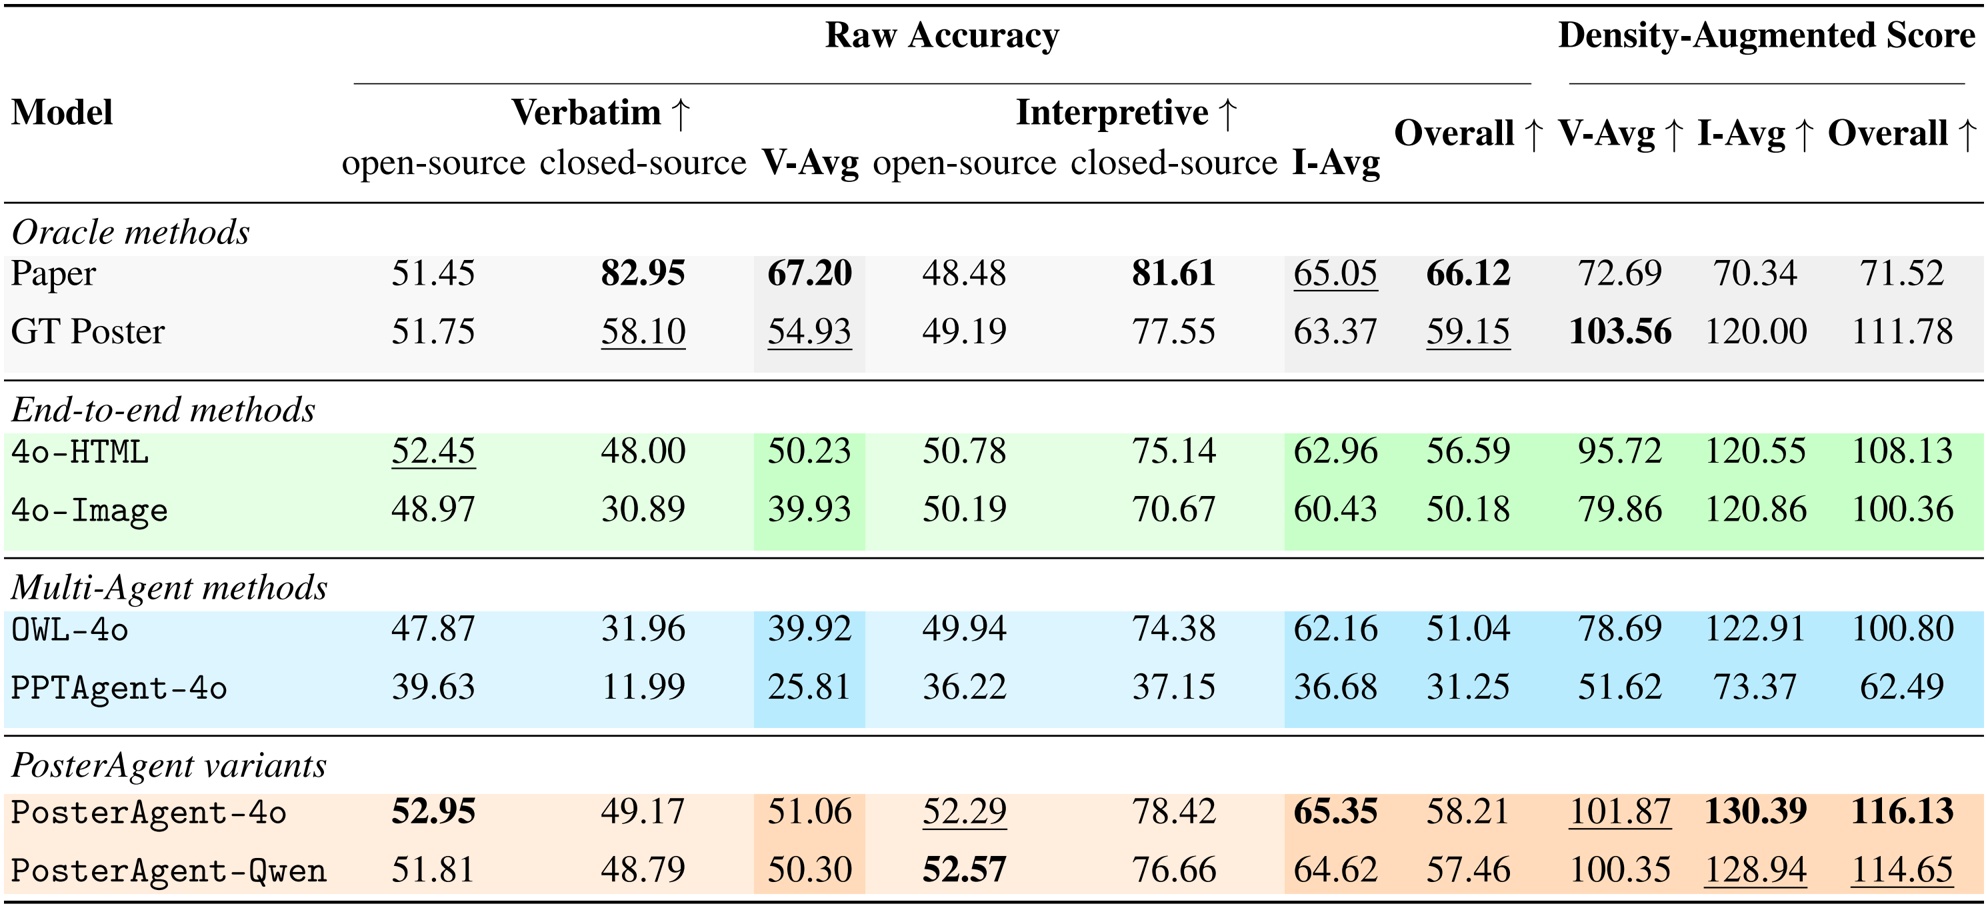 Raw Accuracy Density-Augmented Score
Model Verbatim ↑ Interpretive ↑ Overall ↑ V-Avg ↑ I-Avg ↑ Overall ↑
open-source closed-source V-Avg open-source closed-source I-Avg
Oracle methods
Paper 51.45 82.95 67.20 48.48 81.61 65.05 66.12 72.69 70.34 71.52
GT Poster 51.75 58.10 54.93 49.19 77.55 63.37 59.15 103.56 120.00 111.78
End-to-end methods
4o-HTML 52.45 48.00 50.23 50.78 75.14 62.96 56.59 95.72 120.55 108.13
4o-Image 48.97 30.89 39.93 50.19 70.67 60.43 50.18 79.86 120.86 100.36
Multi-Agent methods
OWL-4o 47.87 31.96 39.92 49.94 74.38 62.16 51.04 78.69 122.91 100.80
PPTAgent-4o 39.63 11.99 25.81 36.22 37.15 36.68 31.25 51.62 73.37 62.49
PosterAgent variants
PosterAgent-4o 52.95 49.17 51.06 52.29 78.42 65.35 58.21 101.87 130.39 116.13
PosterAgent-Qwen 51.81 48.79 50.30 52.57 76.66 64.62 57.46 100.35 128.94 114.65